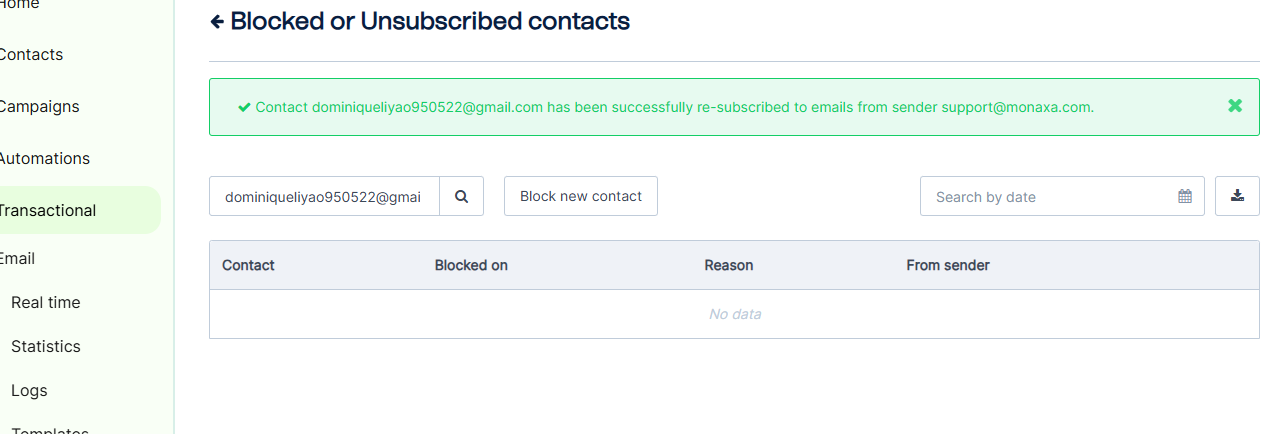 Home
Contacts
Campaigns
Automations
Transactional
Email
Real time
Statistics
Logs
Templates
Blocked or Unsubscribed contacts
Contact dominiqueliyao950522@gmail.com has been successfully re-subscribed to emails from sender support@monaxa.com.
dominiqueliyao950522@gmai Block new contact Search by date
Contact Blocked on Reason From sender
No data